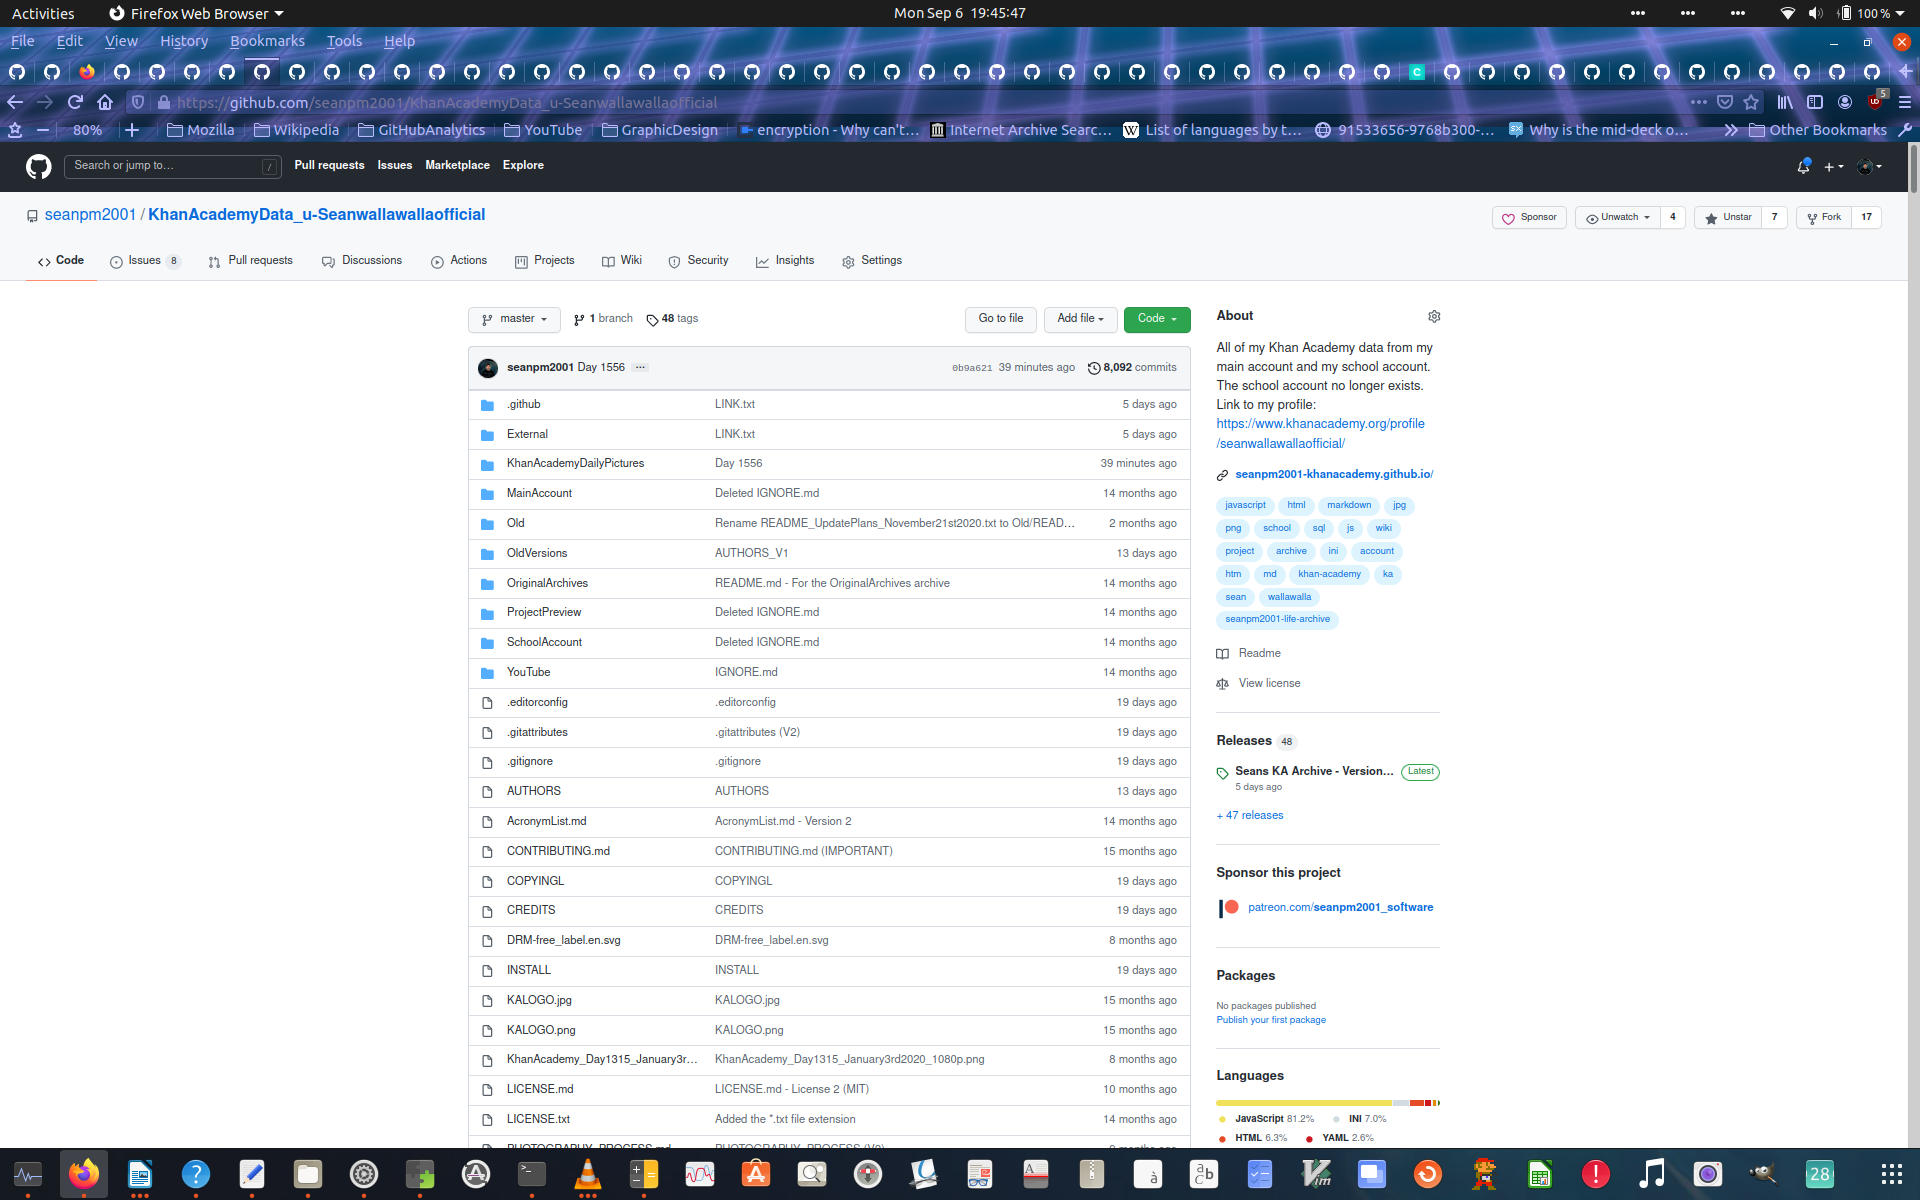 Activities Firefox Web Browser Mon Sep 6 19:45:47 100 %
File Edit View History Bookmarks Tools Help
https://github.com/seanpm2001/KhanAcademyData_u-Seanwallawallaofficial 5
80% Mozilla Wikipedia GitHubAnalytics YouTube GraphicDesign encryption - Why can't... Internet Archive Searc... List of languages by t... 91533656-9768b300-... Why is the mid-deck o... Other Bookmarks
Search or jump to... / Pull requests Issues Marketplace Explore
seanpm2001 / KhanAcademyData_u-Seanwallawallaofficial Sponsor Unwatch 4 Unstar 7 Fork 17
Code Issues 8 Pull requests Discussions Actions Projects Wiki Security Insights Settings
master 1 branch 48 tags Go to file Add file Code
seanpm2001 Day 1556 ... 0b9a621 39 minutes ago 8,092 commits
.github LINK.txt 5 days ago
External LINK.txt 5 days ago
KhanAcademyDailyPictures Day 1556 39 minutes ago
MainAccount Deleted IGNORE.md 14 months ago
Old Rename README_UpdatePlans_November21st2020.txt to Old/READ... 2 months ago
OldVersions AUTHORS_V1 13 days ago
OriginalArchives README.md - For the OriginalArchives archive 14 months ago
ProjectPreview Deleted IGNORE.md 14 months ago
SchoolAccount Deleted IGNORE.md 14 months ago
YouTube IGNORE.md 14 months ago
.editorconfig .editorconfig 19 days ago
.gitattributes .gitattributes (V2) 19 days ago
.gitignore .gitignore 19 days ago
AUTHORS AUTHORS 13 days ago
AcronymList.md AcronymList.md - Version 2 14 months ago
CONTRIBUTING.md CONTRIBUTING.md (IMPORTANT) 15 months ago
COPYINGL COPYINGL 19 days ago
CREDITS CREDITS 19 days ago
DRM-free_label.en.svg DRM-free_label.en.svg 8 months ago
INSTALL INSTALL 19 days ago
KALOGO.jpg KALOGO.jpg 15 months ago
KALOGO.png KALOGO.png 15 months ago
KhanAcademy_Day1315_January3r... KhanAcademy_Day1315_January3rd2020_1080p.png 8 months ago
LICENSE.md LICENSE.md - License 2 (MIT) 10 months ago
LICENSE.txt Added the *.txt file extension 14 months ago
About
All of my Khan Academy data from my
main account and my school account.
The school account no longer exists.
Link to my profile:
https://www.khanacademy.org/profile
/seanwallawallaofficial/
seanpm2001-khanacademy.github.io/
javascript html markdown jpg
png school sql js wiki
project archive ini account
htm md khan-academy ka
sean wallawalla
seanpm2001-life-archive
Readme
View license
Releases 48
Seans KA Archive - Version... Latest
5 days ago
+ 47 releases
Sponsor this project
patreon.com/seanpm2001_software
Packages
No packages published
Publish your first package
Languages
JavaScript 81.2% INI 7.0%
HTML 6.3% YAML 2.6%
28